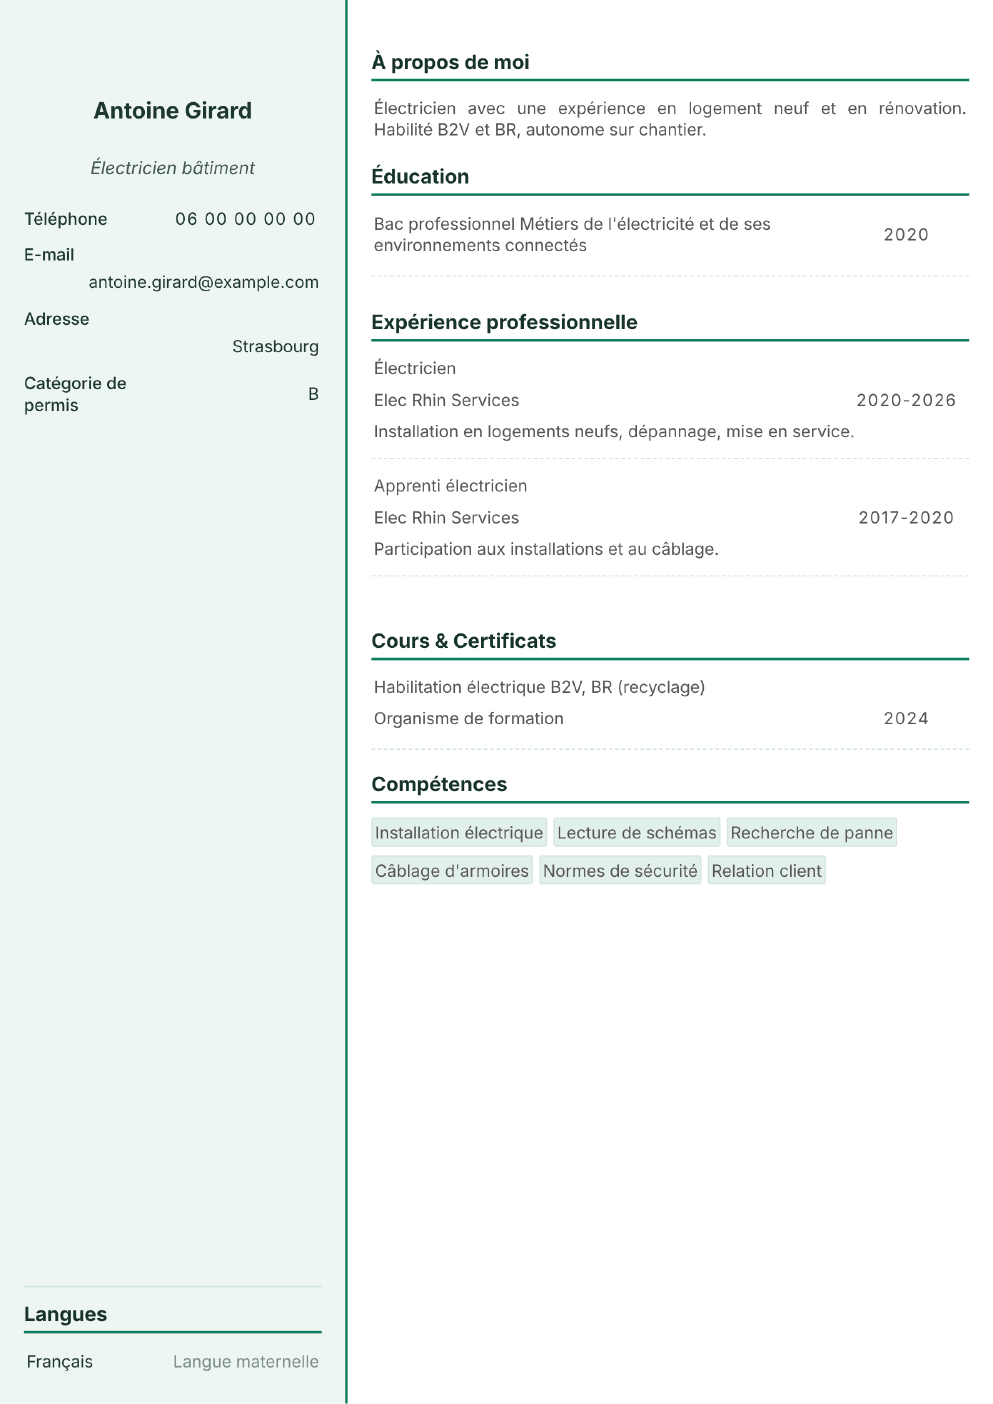 Antoine Girard
Électricien bâtiment
Téléphone 06 00 00 00 00
E-mail
antoine.girard@example.com
Adresse
Strasbourg
Catégorie de
permis
B
Langues
Français Langue maternelle
À propos de moi
Électricien avec une expérience en logement neuf et en rénovation.
Habilité B2V et BR, autonome sur chantier.
Éducation
Bac professionnel Métiers de l'électricité et de ses
environnements connectés
2020
Expérience professionnelle
Électricien
Elec Rhin Services 2020-2026
Installation en logements neufs, dépannage, mise en service.
Apprenti électricien
Elec Rhin Services 2017-2020
Participation aux installations et au câblage.
Cours & Certificats
Habilitation électrique B2V, BR (recyclage)
Organisme de formation 2024
Compétences
Installation électrique Lecture de schémas Recherche de panne
Câblage d'armoires Normes de sécurité Relation client